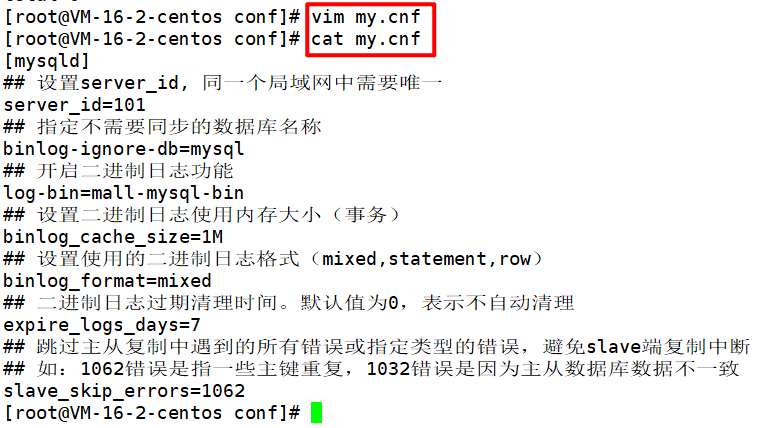 [root@VM-16-2-centos conf]# vim my.cnf
[root@VM-16-2-centos conf]# cat my.cnf
[mysqld]
## 设置server_id, 同一个局域网中需要唯一
server_id=101
## 指定不需要同步的数据库名称
binlog-ignore-db=mysql
## 开启二进制日志功能
log-bin=mall-mysql-bin
## 设置二进制日志使用内存大小（事务）
binlog_cache_size=1M
## 设置使用的二进制日志格式（mixed,statement,row）
binlog_format=mixed
## 二进制日志过期清理时间。默认值为0，表示不自动清理
expire_logs_days=7
## 跳过主从复制中遇到的所有错误或指定类型的错误，避免slave端复制中断
## 如：1062错误是指一些主键重复，1032错误是因为主从数据库数据不一致
slave_skip_errors=1062
[root@VM-16-2-centos conf]#